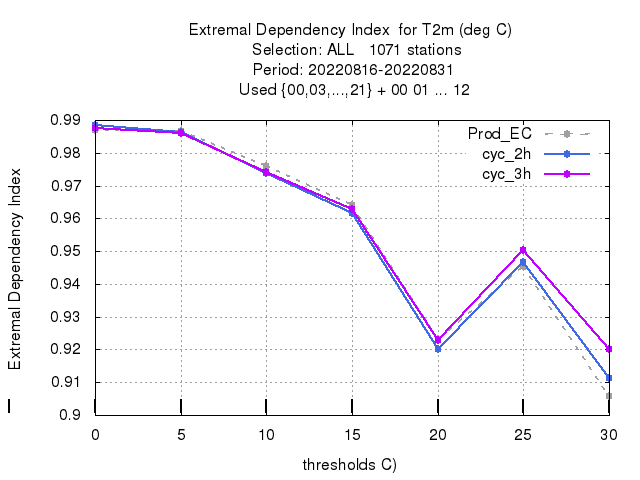 Extremal Dependency Index for T2m (deg C)
Selection: ALL 1071 stations
Period: 20220816-20220831
Used {00,03,...,21} + 00 01 ... 12
Prod_EC
cyc_2h
cyc_3h
Extremal Dependency Index
0.99
0.98
0.97
0.96
0.95
0.94
0.93
0.92
0.91
0.9
0 5 10 15 20 25 30
thresholds C)